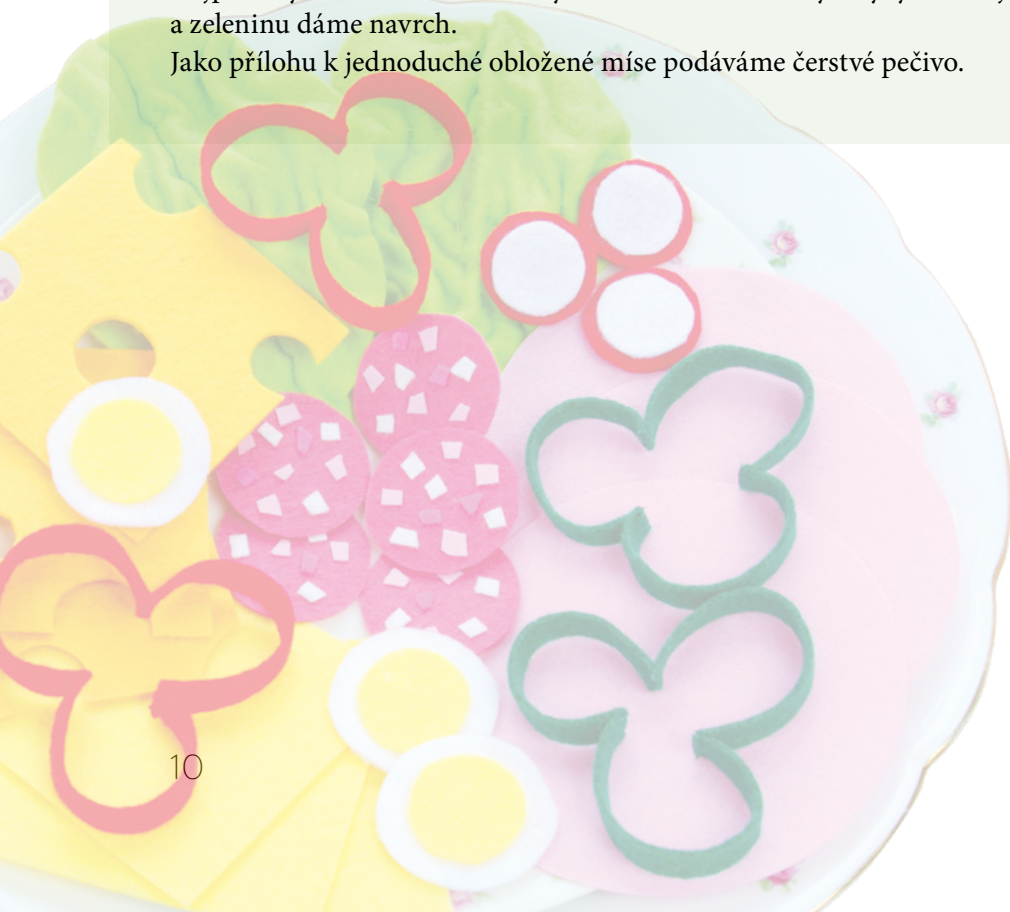 a zeleninu dáme navrch.
Jako přílohu k jednoduché obložené míse podáváme čerstvé pečivo.
10